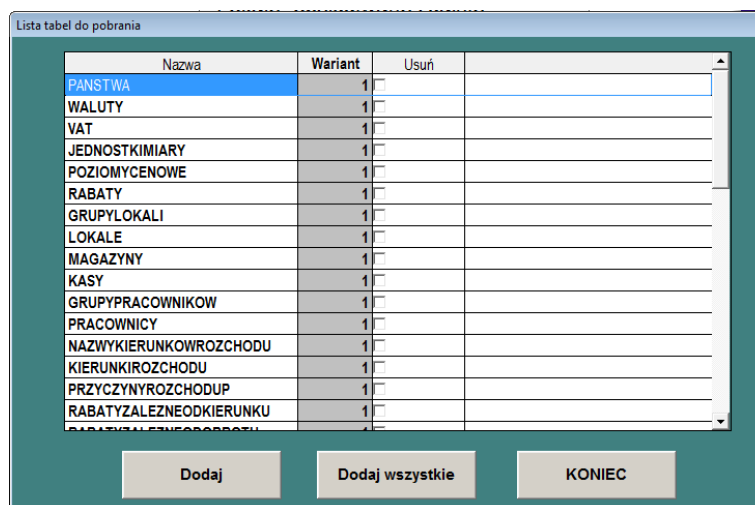 Lista tabel do pobrania
Nazwa Wariant Usuń
PANSTWA 1
WALUTY 1
VAT 1
JEDNOSTKIMIARY 1
POZIOMYCENOWE 1
RABATY 1
GRUPYLOKALI 1
LOKALE 1
MAGAZYNY 1
KASY 1
GRUPYPRACOWNIKOW 1
PRACOWNICY 1
NAZWYKIERUNKOWROZCHODU 1
KIERUNKIROZCHODU 1
PRZYCZYNYROZCHODUP 1
RABATYZALEZNEODKIERUNKU 1
RABATYZALEZNEODOBROTU 1
Dodaj Dodaj wszystkie KONIEC